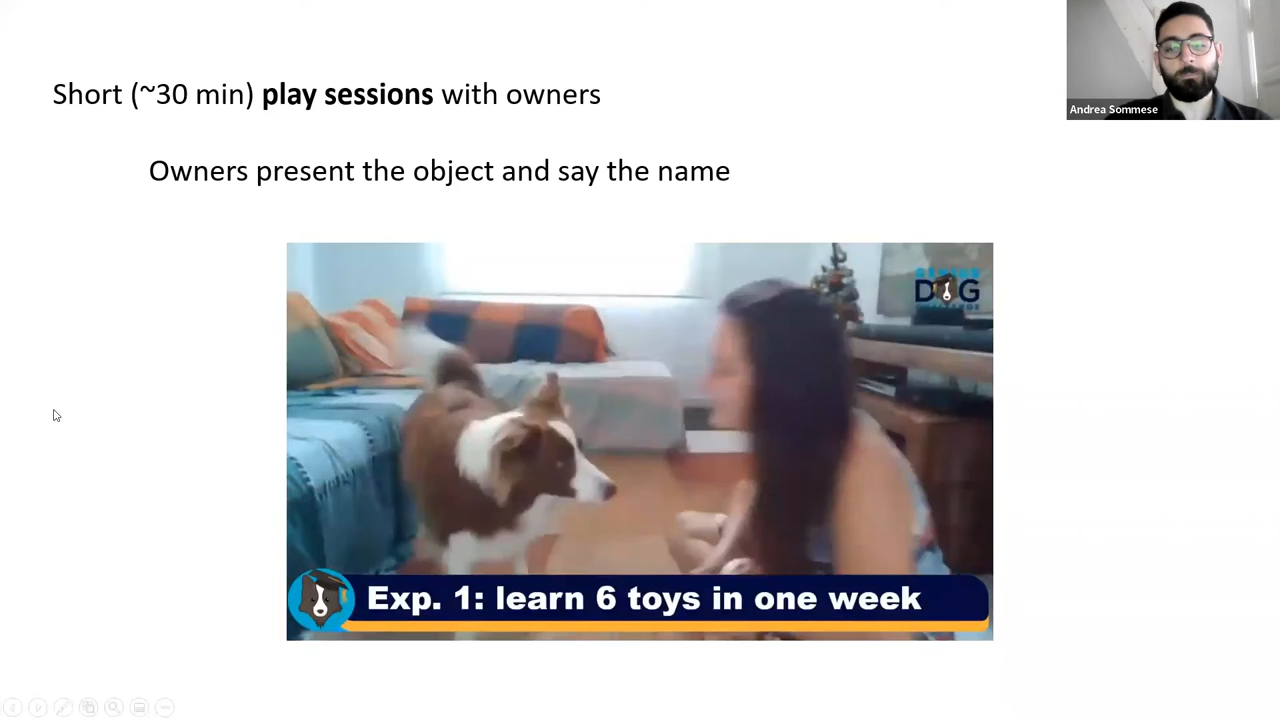 Short (~30 min) play sessions with owners
Andrea Sommese
Owners present the object and say the name
DOG
Exp. 1: learn 6 toys in one week